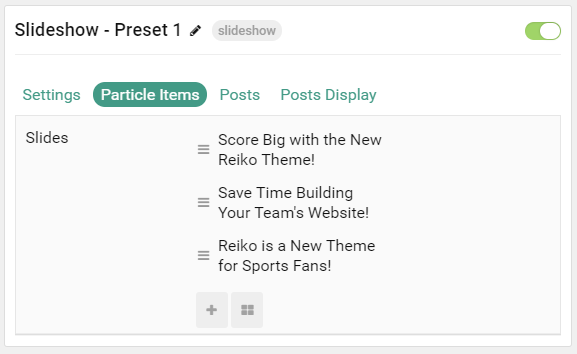 Slideshow - Preset 1 slideshow
Settings Particle Items Posts Posts Display
Slides
Score Big with the New
Reiko Theme!
Save Time Building
Your Team's Website!
Reiko is a New Theme
for Sports Fans!